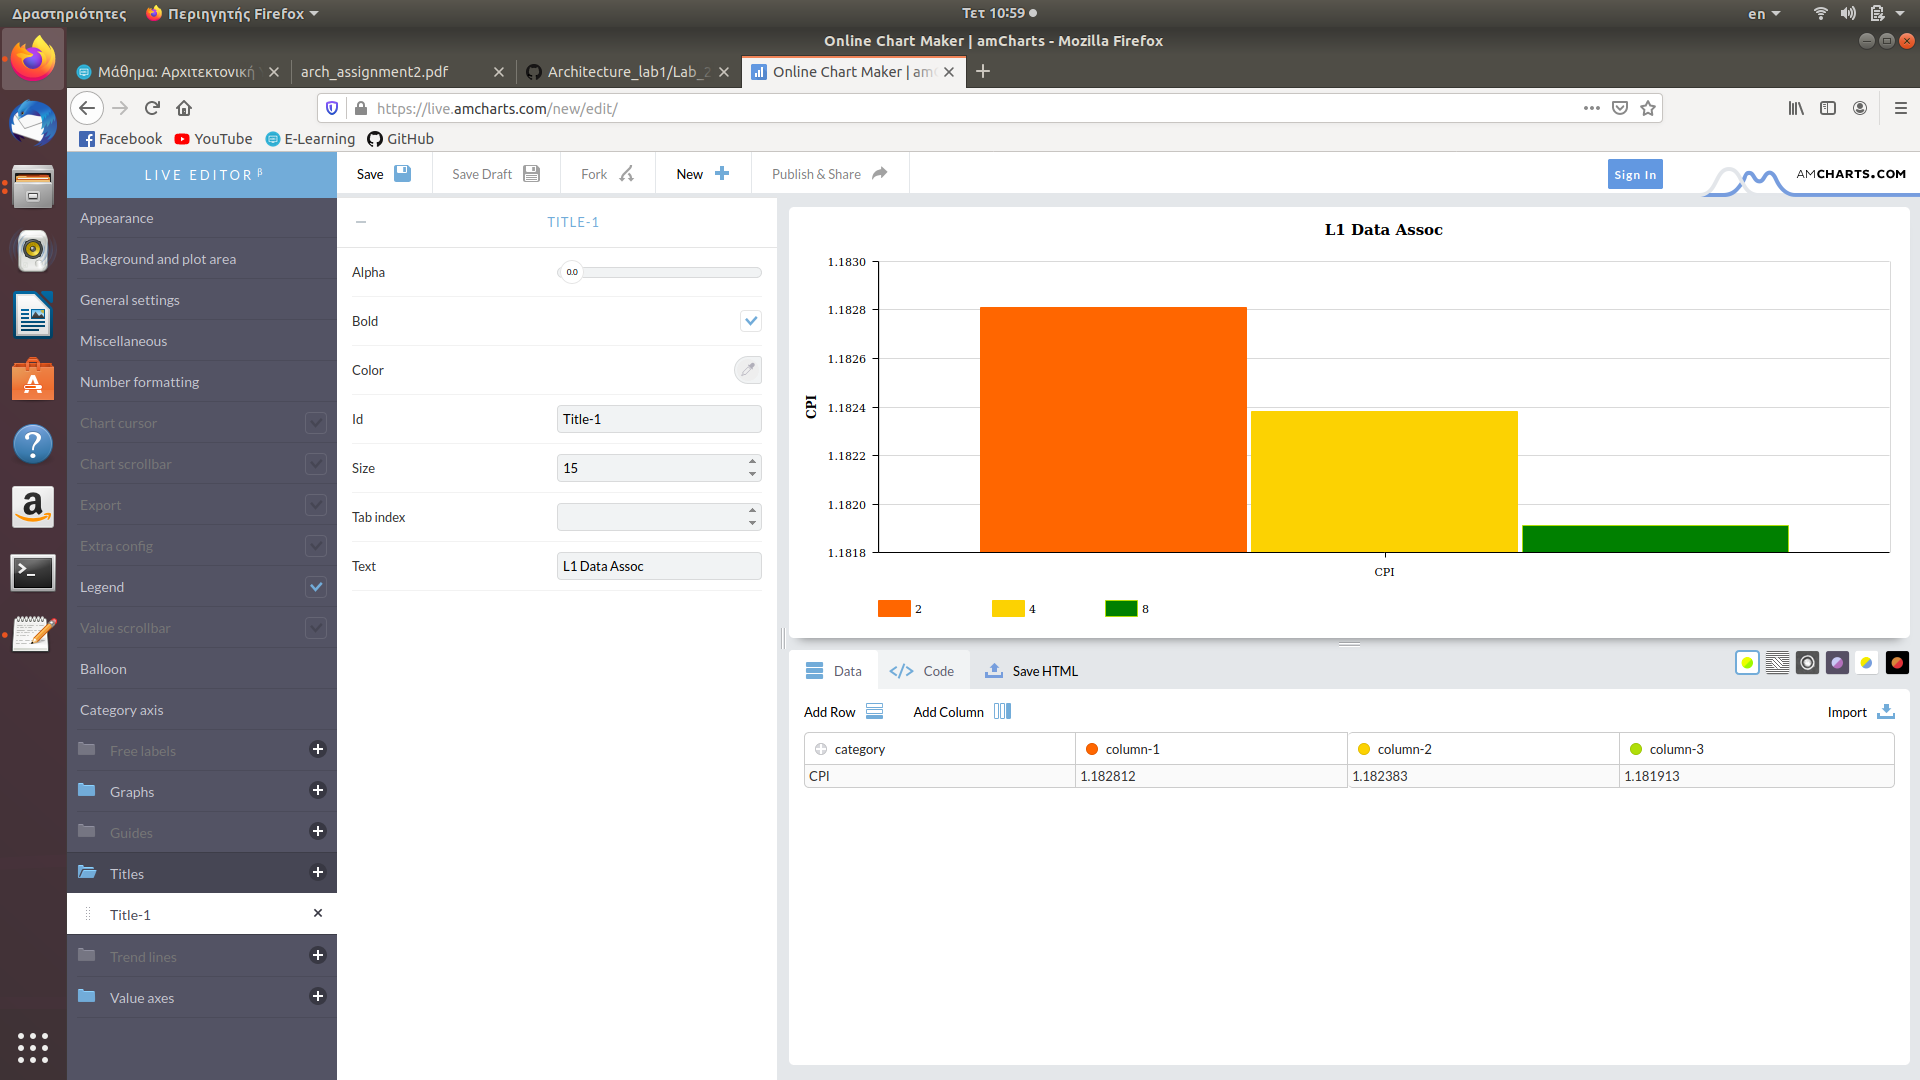 Δραστηριότητες
Περιηγητής Firefox
Τετ 10:59
en
Online Chart Maker | amCharts - Mozilla Firefox
Μάθημα: Αρχιτεκτονική
arch_assignment2.pdf
Architecture_lab1/Lab_2
Online Chart Maker | am
https://live.amcharts.com/new/edit/
Facebook
YouTube
E-Learning
GitHub
LIVE EDITOR β
Save
Save Draft
Fork
New
Publish & Share
Sign In
AMCHARTS.COM
Appearance
Background and plot area
General settings
Miscellaneous
Number formatting
Chart cursor
Chart scrollbar
Export
Extra config
Legend
Value scrollbar
Balloon
Category axis
Free labels
Graphs
Guides
Titles
Title-1
Trend lines
Value axes
TITLE-1
Alpha
0.0
Bold
Color
Id
Title-1
Size
15
Tab index
Text
L1 Data Assoc
L1 Data Assoc
1.1830
1.1828
1.1826
1.1824
1.1822
1.1820
1.1818
CPI
CPI
2
4
8
Data
Code
Save HTML
Add Row
Add Column
Import
category
column-1
column-2
column-3
CPI
1.182812
1.182383
1.181913